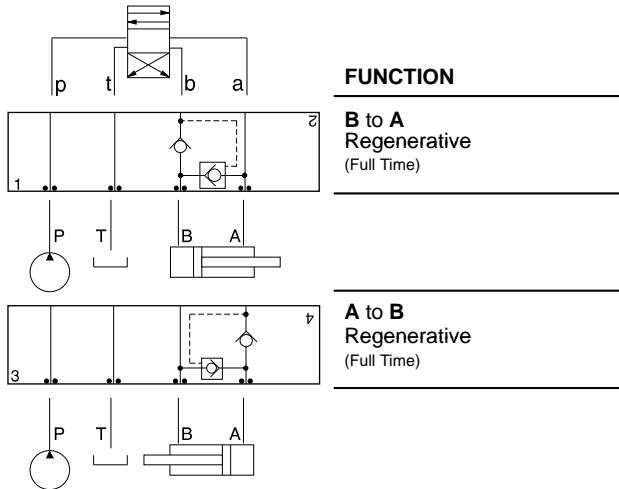 p t b a
FUNCTION
2
B to A
Regenerative
(Full Time)
1
P T B A
4
A to B
Regenerative
(Full Time)
3
P T B A